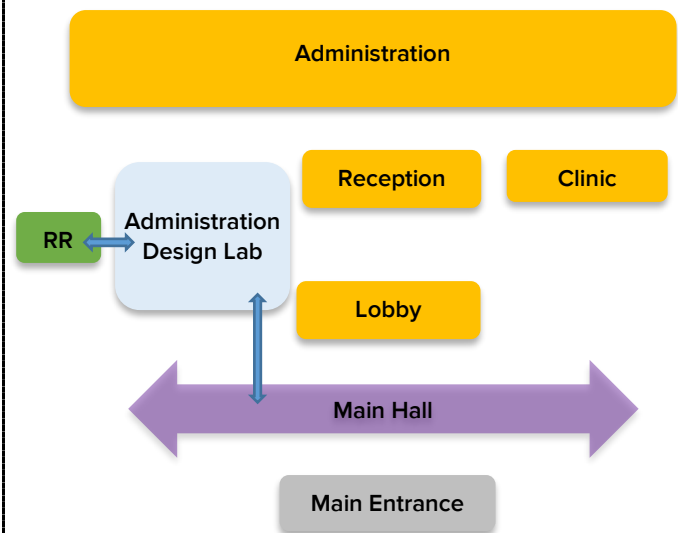 Administration
Reception
Clinic
Administration
Design Lab
RR
Lobby
Main Hall
Main Entrance